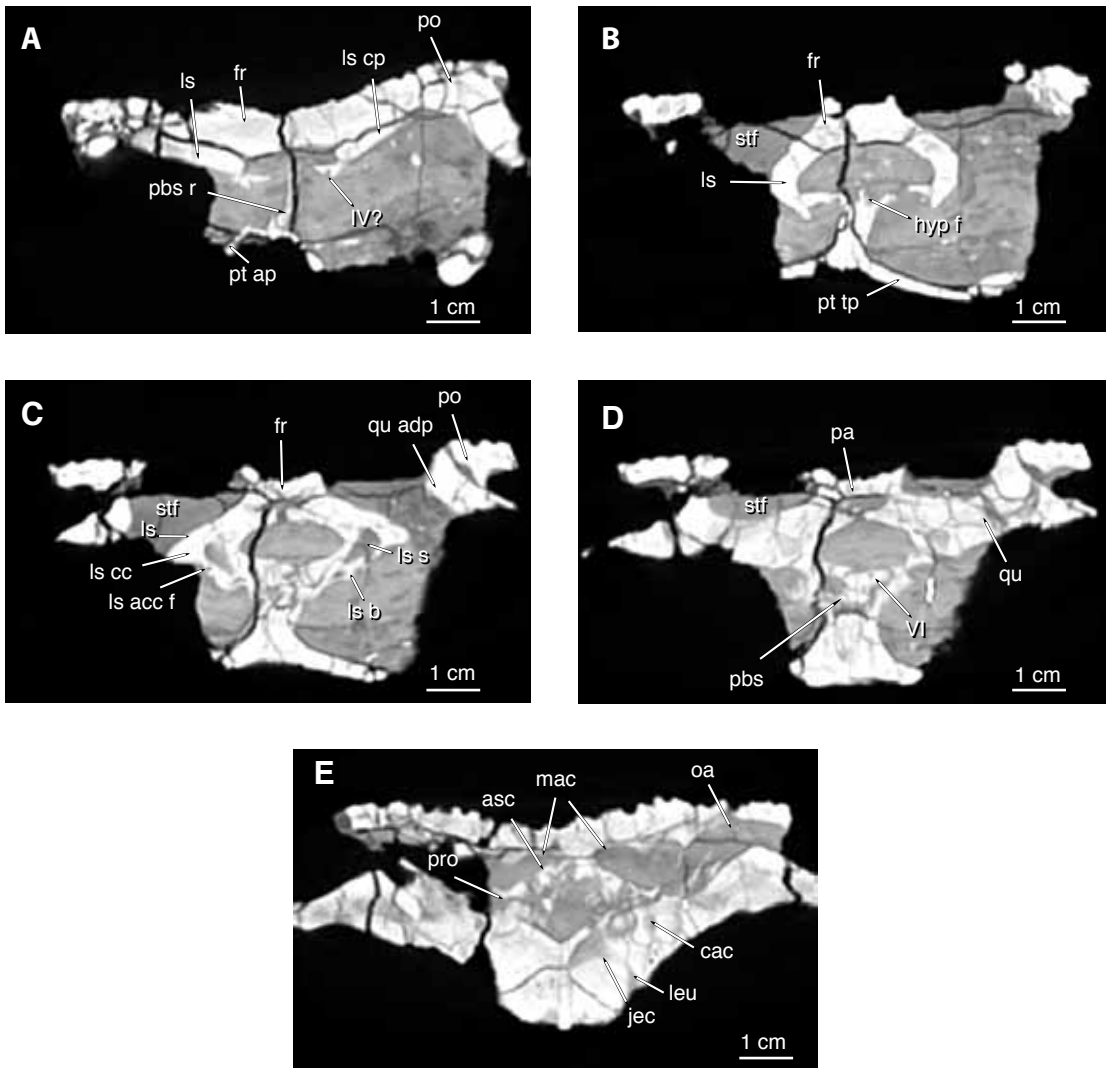 A
po
ls cp
fr
ls
pbs r
IV?
pt ap
1 cm
B
fr
stf
ls
hyp f
pt tp
1 cm
C
po
fr
qu adp
stf
ls
ls s
ls cc
ls acc f
ls b
1 cm
D
pa
stf
qu
VI
pbs
1 cm
E
oa
mac
asc
pro
cac
leu
jec
1 cm